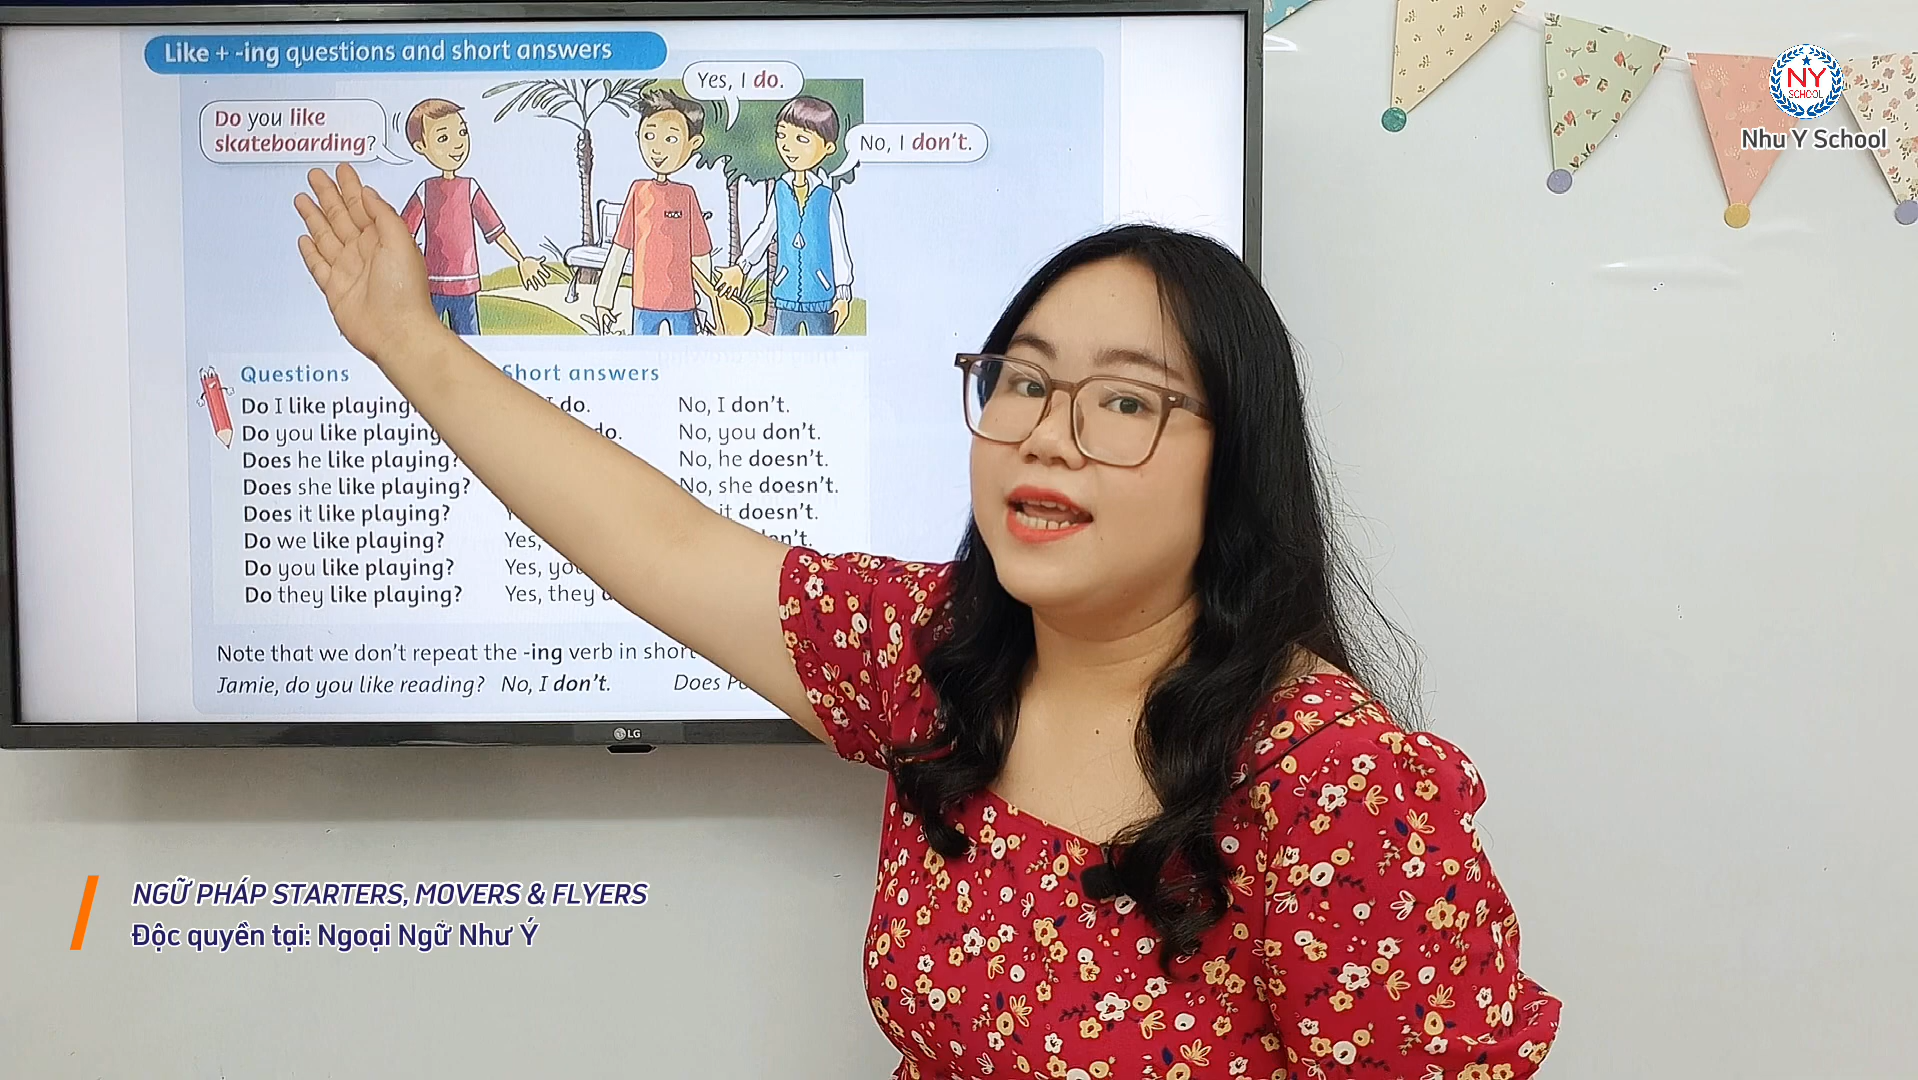 Like + -ing questions and short answers
Do you like
skateboarding?
Yes, I do.
No, I don't.
NY
SCHOOL
Nhu Y School
Questions
Short answers
Do I like playing
do.
No, I don't.
Do you like playing
do.
No, you don't.
Does he like playing?
No, he doesn't.
Does she like playing?
No, she doesn't.
Does it like playing?
it doesn't.
Do we like playing?
Yes,
Do you like playing?
Yes, you
Do they like playing?
Yes, they
Note that we don't repeat the -ing verb in short
Jamie, do you like reading? No, I don't.
Does
LG
NGỮ PHÁP STARTERS, MOVERS & FLYERS
Độc quyền tại: Ngoại Ngữ Như Ý